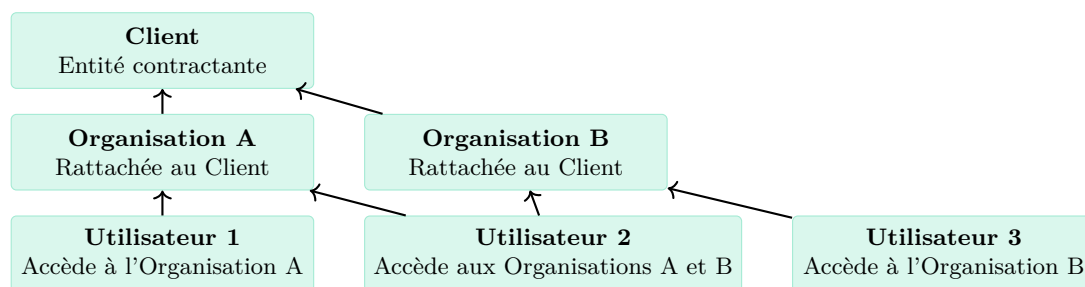 Client
Entité contractante
Organisation A
Rattachée au Client
Organisation B
Rattachée au Client
Utilisateur 1
Accède à l'Organisation A
Utilisateur 2
Accède aux Organisations A et B
Utilisateur 3
Accède à l'Organisation B